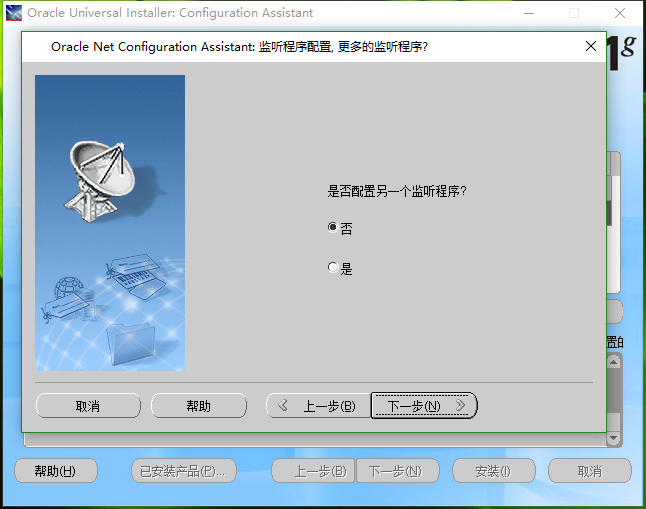 Oracle Universal Installer: Configuration Assistant
Oracle Net Configuration Assistant: 监听程序配置, 更多的监听程序?
1g
是否配置另一个监听程序?
否
是
置的
取消
帮助
上一步(B)
下一步(N)
帮助(H)
已安装产品(P)...
上一步(B)
下一步(N)
安装(I)
取消